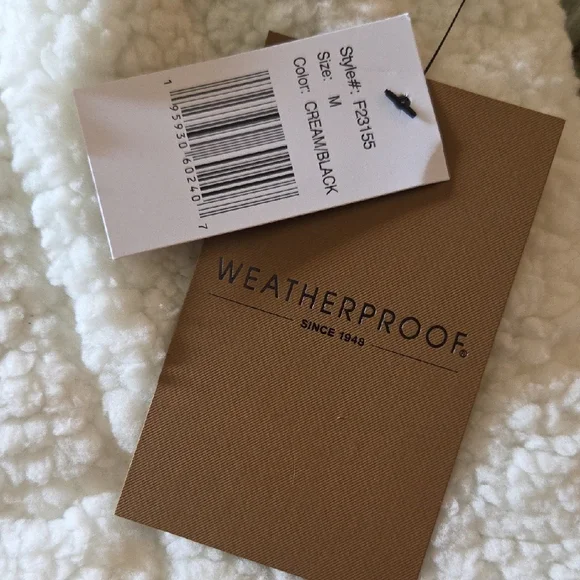 Style#: F23155
Size: M
Color: CREAM/BLACK
1 95930 60240 7
WEATHERPROOF®
SINCE 1948